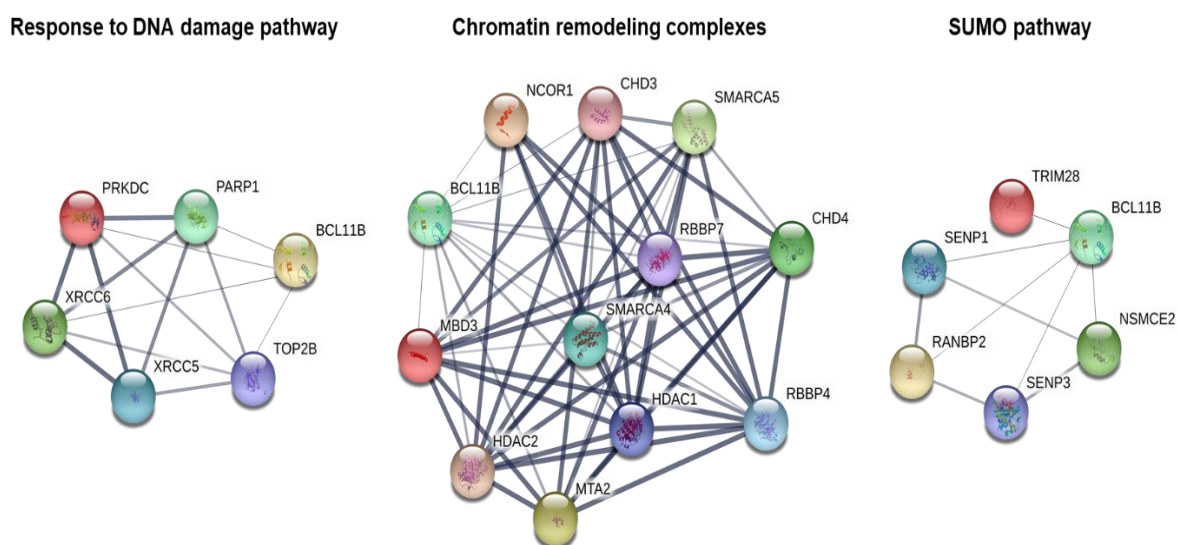 Response to DNA damage pathway
Chromatin remodeling complexes
SUMO pathway
PRKDC
PARP1
BCL11B
XRCC6
XRCC5
TOP2B
NCOR1
CHD3
SMARCA5
BCL11B
RBBP7
CHD4
SMARCA4
MBD3
HDAC1
RBBP4
HDAC2
MTA2
TRIM28
BCL11B
SENP1
NSMCE2
RANBP2
SENP3